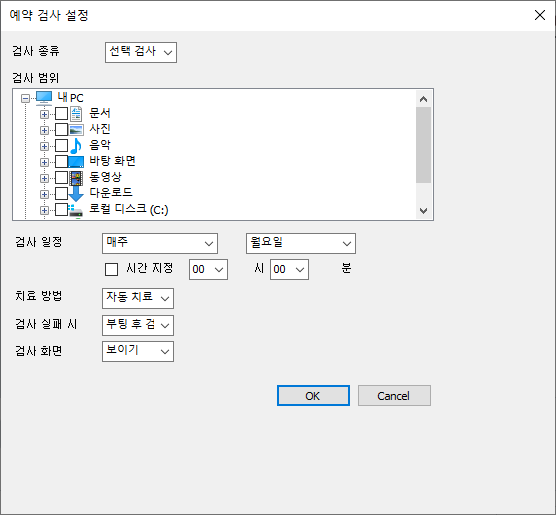 예약 검사 설정
검사 종류 선택 검사
검사 범위
내 PC
문서
사진
음악
바탕 화면
동영상
다운로드
로컬 디스크 (C:)
검사 일정 매주 월요일
시간 지정 00 시 00 분
치료 방법 자동 치료
검사 실패 시 부팅 후 검
검사 화면 보이기
OK Cancel